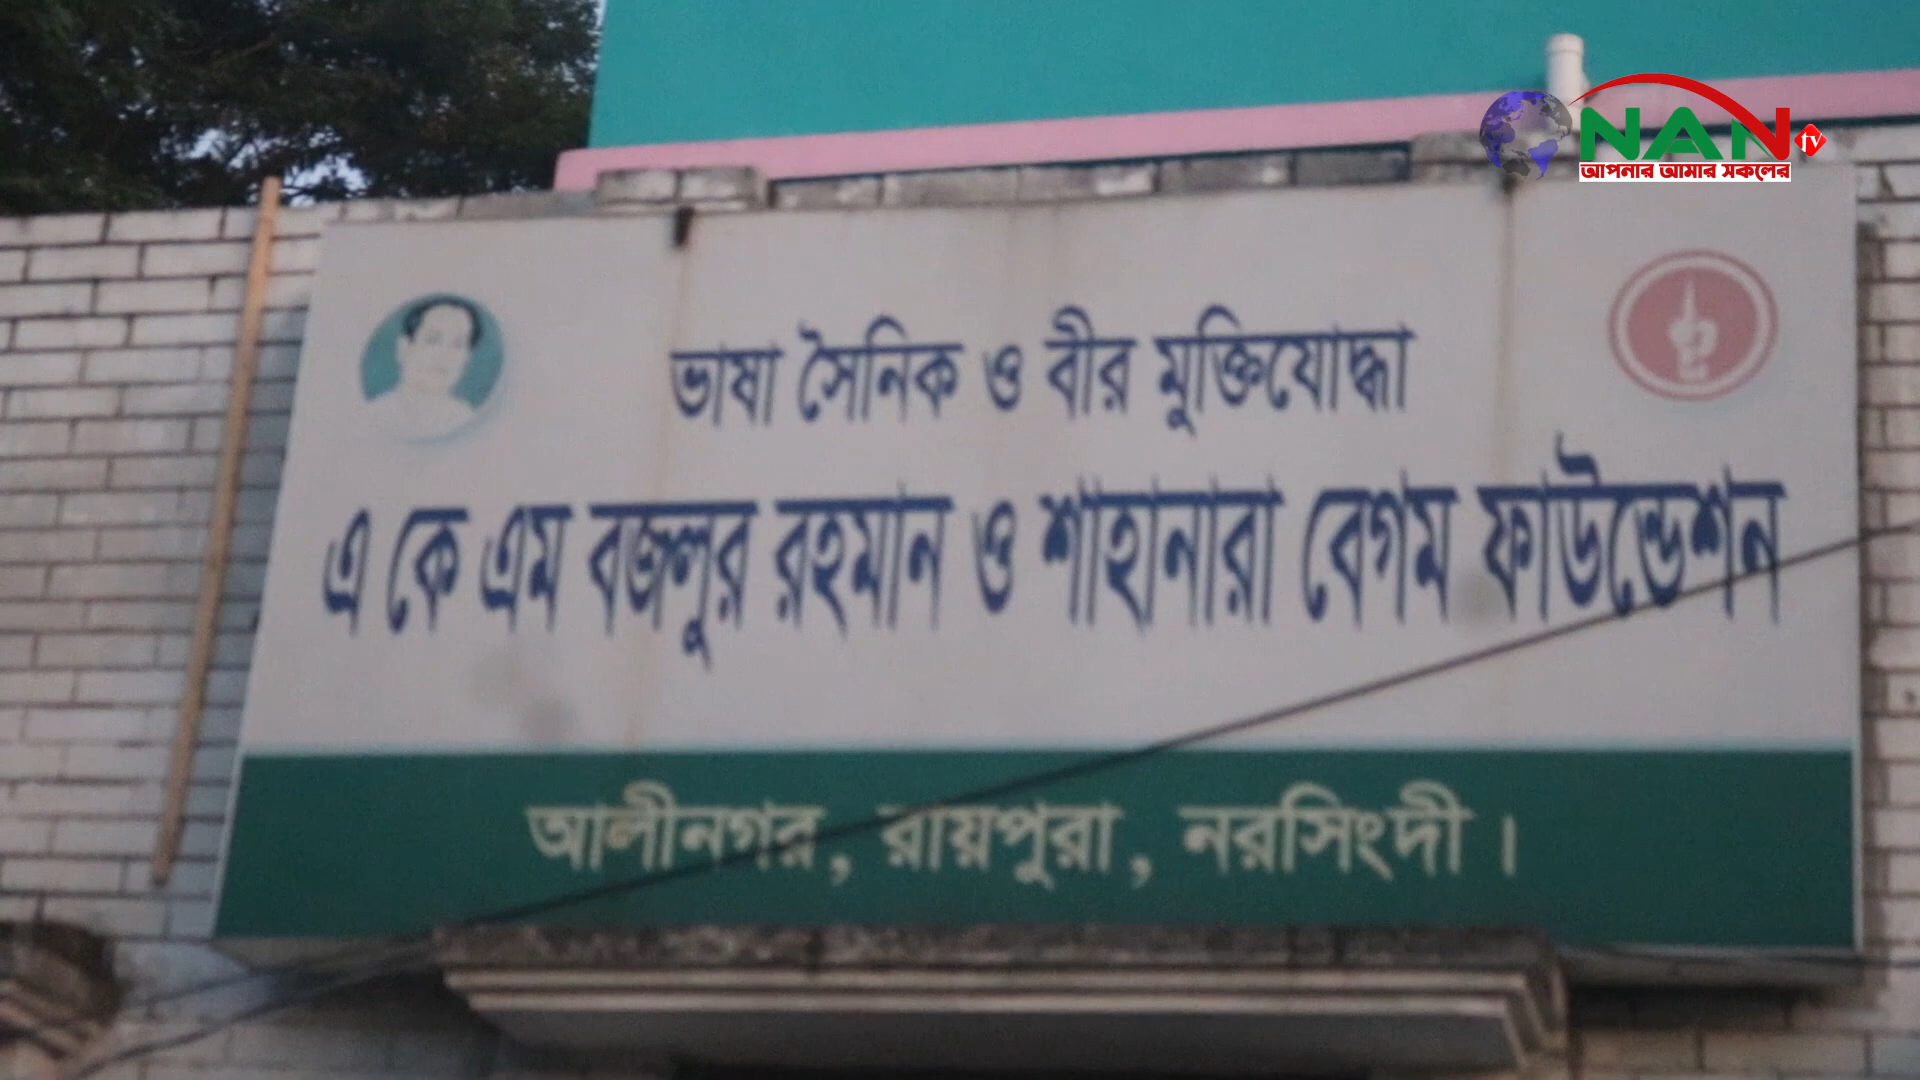 NAN tv
আপনার আমার সকলের
ভাষা সৈনিক ও বীর মুক্তিযোদ্ধা
এ কে এম বজলুর রহমান ও শাহানারা বেগম ফাউন্ডেশন
আলীনগর, রায়পুরা, নরসিংদী।